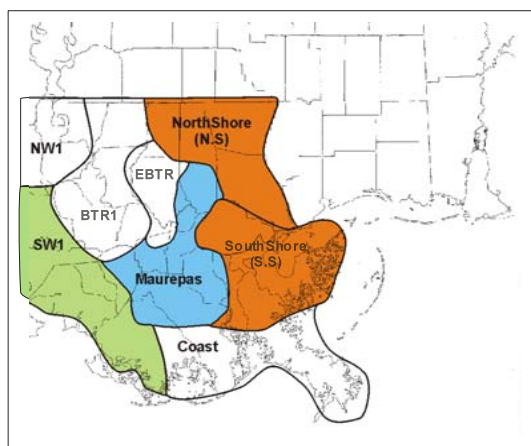 NorthShore
(N.S)
NW1
EBTR
BTR1
SouthShore
(S.S)
SW1
Maurepas
Coast